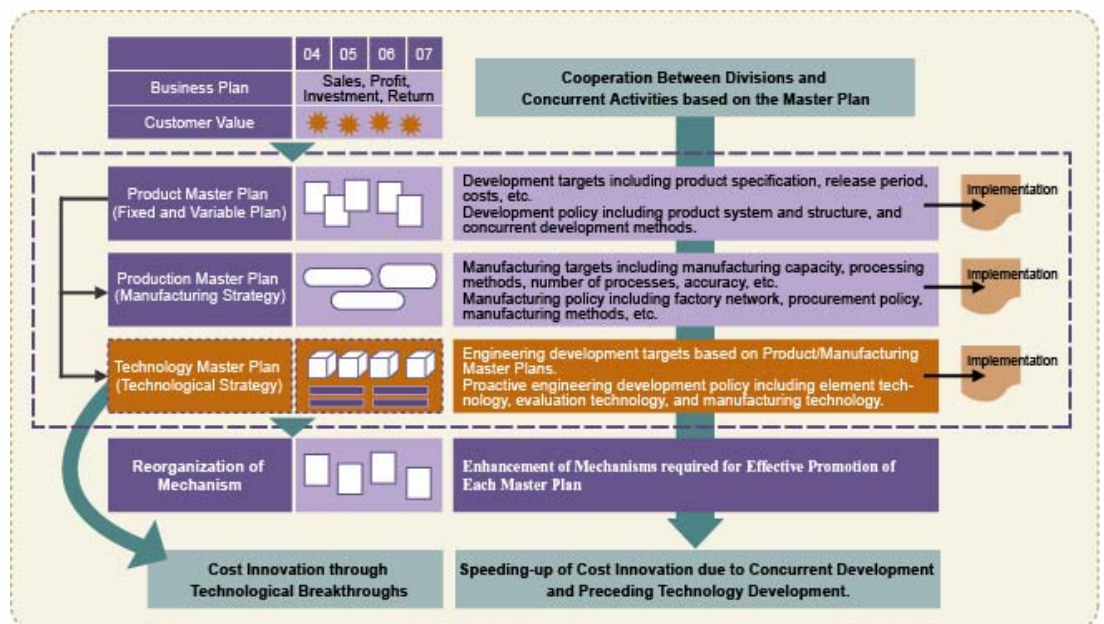 04 05 06 07
Business Plan
Sales, Profit,
Investment, Return
Customer Value
Cooperation Between Divisions and
Concurrent Activities based on the Master Plan
Product Master Plan
(Fixed and Variable Plan)
Development targets including product specification, release period,
costs, etc.
Development policy including product system and structure, and
concurrent development methods.
Implementation
Production Master Plan
(Manufacturing Strategy)
Manufacturing targets including manufacturing capacity, processing
methods, number of processes, accuracy, etc.
Manufacturing policy including factory network, procurement policy,
manufacturing methods, etc.
Implementation
Technology Master Plan
(Technological Strategy)
Engineering development targets based on Product/Manufacturing
Master Plans.
Proactive engineering development policy including element tech-
nology, evaluation technology, and manufacturing technology.
Implementation
Reorganization of
Mechanism
Enhancement of Mechanisms required for Effective Promotion of
Each Master Plan
Cost Innovation through
Technological Breakthroughs
Speeding-up of Cost Innovation due to Concurrent Development
and Preceding Technology Development.